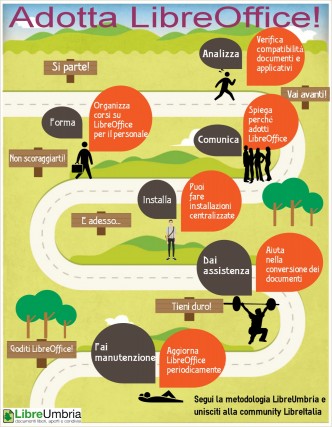 Adotta LibreOffice!
Si parte!
Analizza
Verifica
compatibilità
documenti e
applicativi
Vai avanti!
Comunica
Spiega
perché
adotti
LibreOffice
Forma
Organizza
corsi su
LibreOffice
per il personale
Non scoraggiarti!
Installa
Puoi
fare
installazioni
centralizzate
E adesso...
Dai
assistenza
Aiuta
nella
conversione dei
documenti
Tieni duro!
Fai
manutenzione
Aggiorna
LibreOffice
periodicamente
Goditi LibreOffice!
Segui la metodologia LibreUmbria e
unisciti alla community LibreItalia
LibreUmbria
documenti liberi, aperti e condivisi